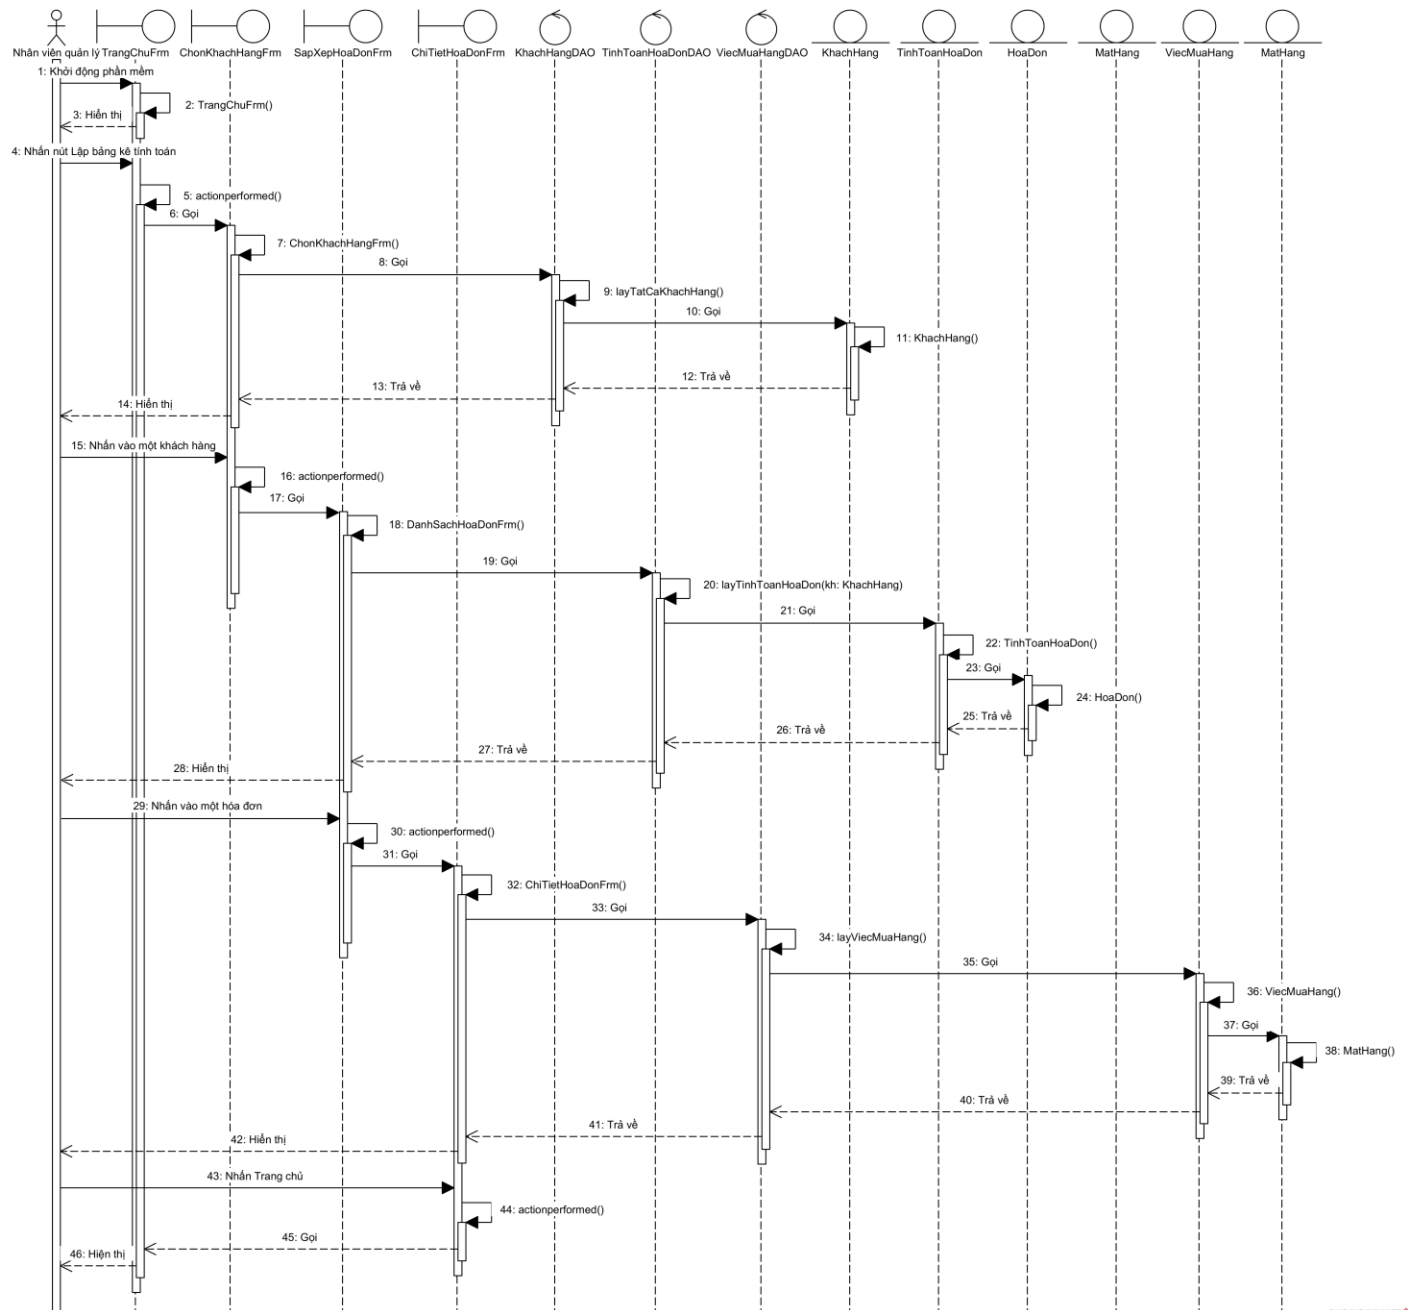 Nhân viên quản lý
TrangChuFrm
ChonKhachHangFrm
SapXepHoaDonFrm
ChiTietHoaDonFrm
KhachHangDAO
TinhToanHoaDonDAO
ViecMuaHangDAO
KhachHang
TinhToanHoaDon
HoaDon
MatHang
ViecMuaHang
MatHang
1: Khởi động phần mềm
2: TrangChuFrm()
3: Hiển thị
4: Nhấn nút Lập bảng kê tính toán
5: actionperformed()
6: Gọi
7: ChonKhachHangFrm()
8: Gọi
9: layTatCaKhachHang()
10: Gọi
11: KhachHang()
12: Trả về
13: Trả về
14: Hiển thị
15: Nhấn vào một khách hàng
16: actionperformed()
17: Gọi
18: DanhSachHoaDonFrm()
19: Gọi
20: layTinhToanHoaDon(kh: KhachHang)
21: Gọi
22: TinhToanHoaDon()
23: Gọi
24: HoaDon()
25: Trả về
26: Trả về
27: Trả về
28: Hiển thị
29: Nhấn vào một hóa đơn
30: actionperformed()
31: Gọi
32: ChiTietHoaDonFrm()
33: Gọi
34: layViecMuaHang()
35: Gọi
36: ViecMuaHang()
37: Gọi
38: MatHang()
39: Trả về
40: Trả về
41: Trả về
42: Hiển thị
43: Nhấn Trang chủ
44: actionperformed()
45: Gọi
46: Hiện thị